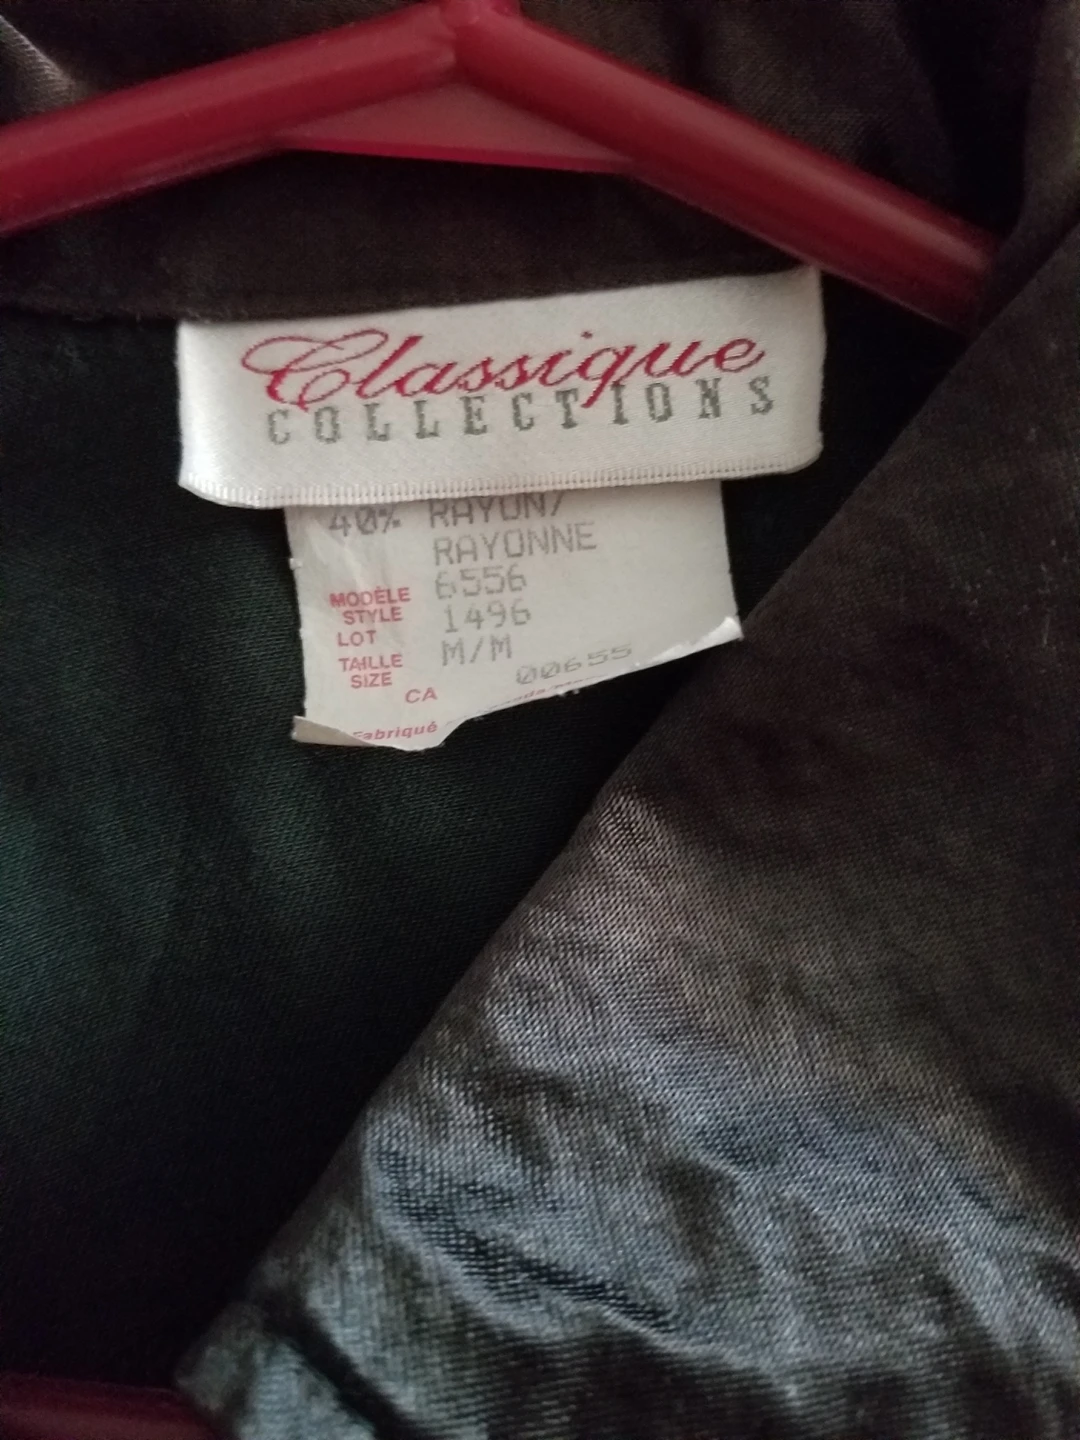 Classique
COLLECTIONS
40% RAYON/
RAYONNE
MODÈLE 6556
STYLE
LOT 1496
TAILLE M/M
SIZE
00655
CA
Fabriqué